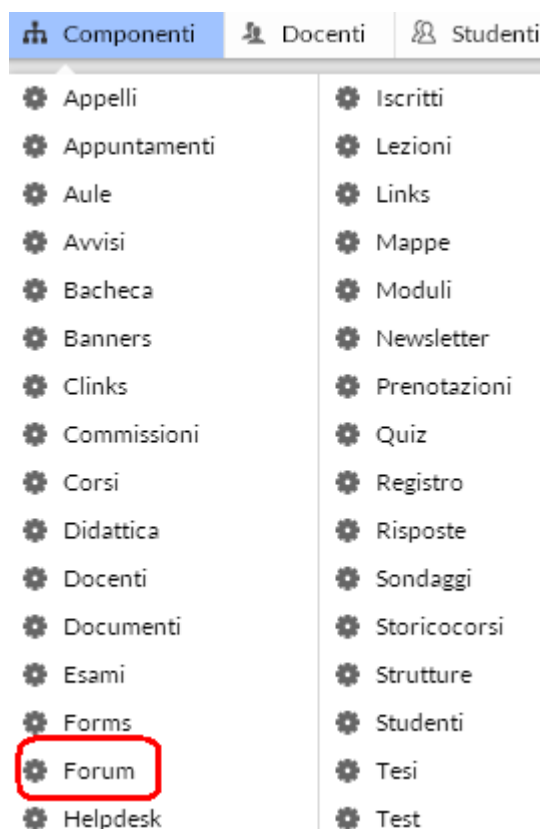 Componenti
Docenti
Studenti
Appelli
Appuntamenti
Aule
Avvisi
Bacheca
Banners
Clinks
Commissioni
Corsi
Didattica
Docenti
Documenti
Esami
Forms
Forum
Helpdesk
Iscritti
Lezioni
Links
Mappe
Moduli
Newsletter
Prenotazioni
Quiz
Registro
Risposte
Sondaggi
Storicocorsi
Strutture
Studenti
Tesi
Test